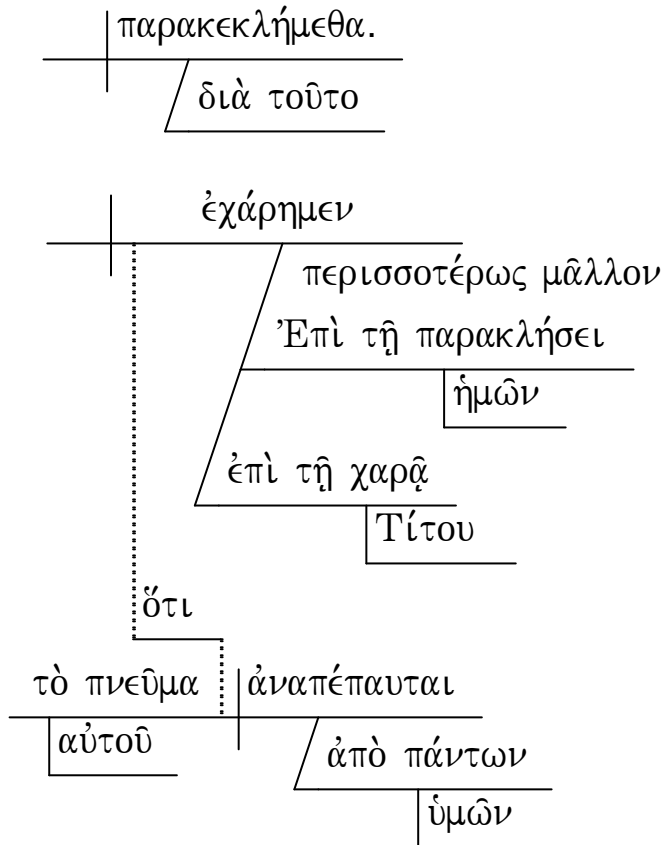 παρακεκλήμεθα.
διὰ τοῦτο
ἐχάρημεν
περισσοτέρως μᾶλλον
Ἐπὶ τῇ παρακλήσει
ἡμῶν
ἐπὶ τῇ χαρᾷ
Τίτου
ὅτι
τὸ πνεῦμα ἀναπέπαυται
αὐτοῦ
ἀπὸ πάντων
ὑμῶν